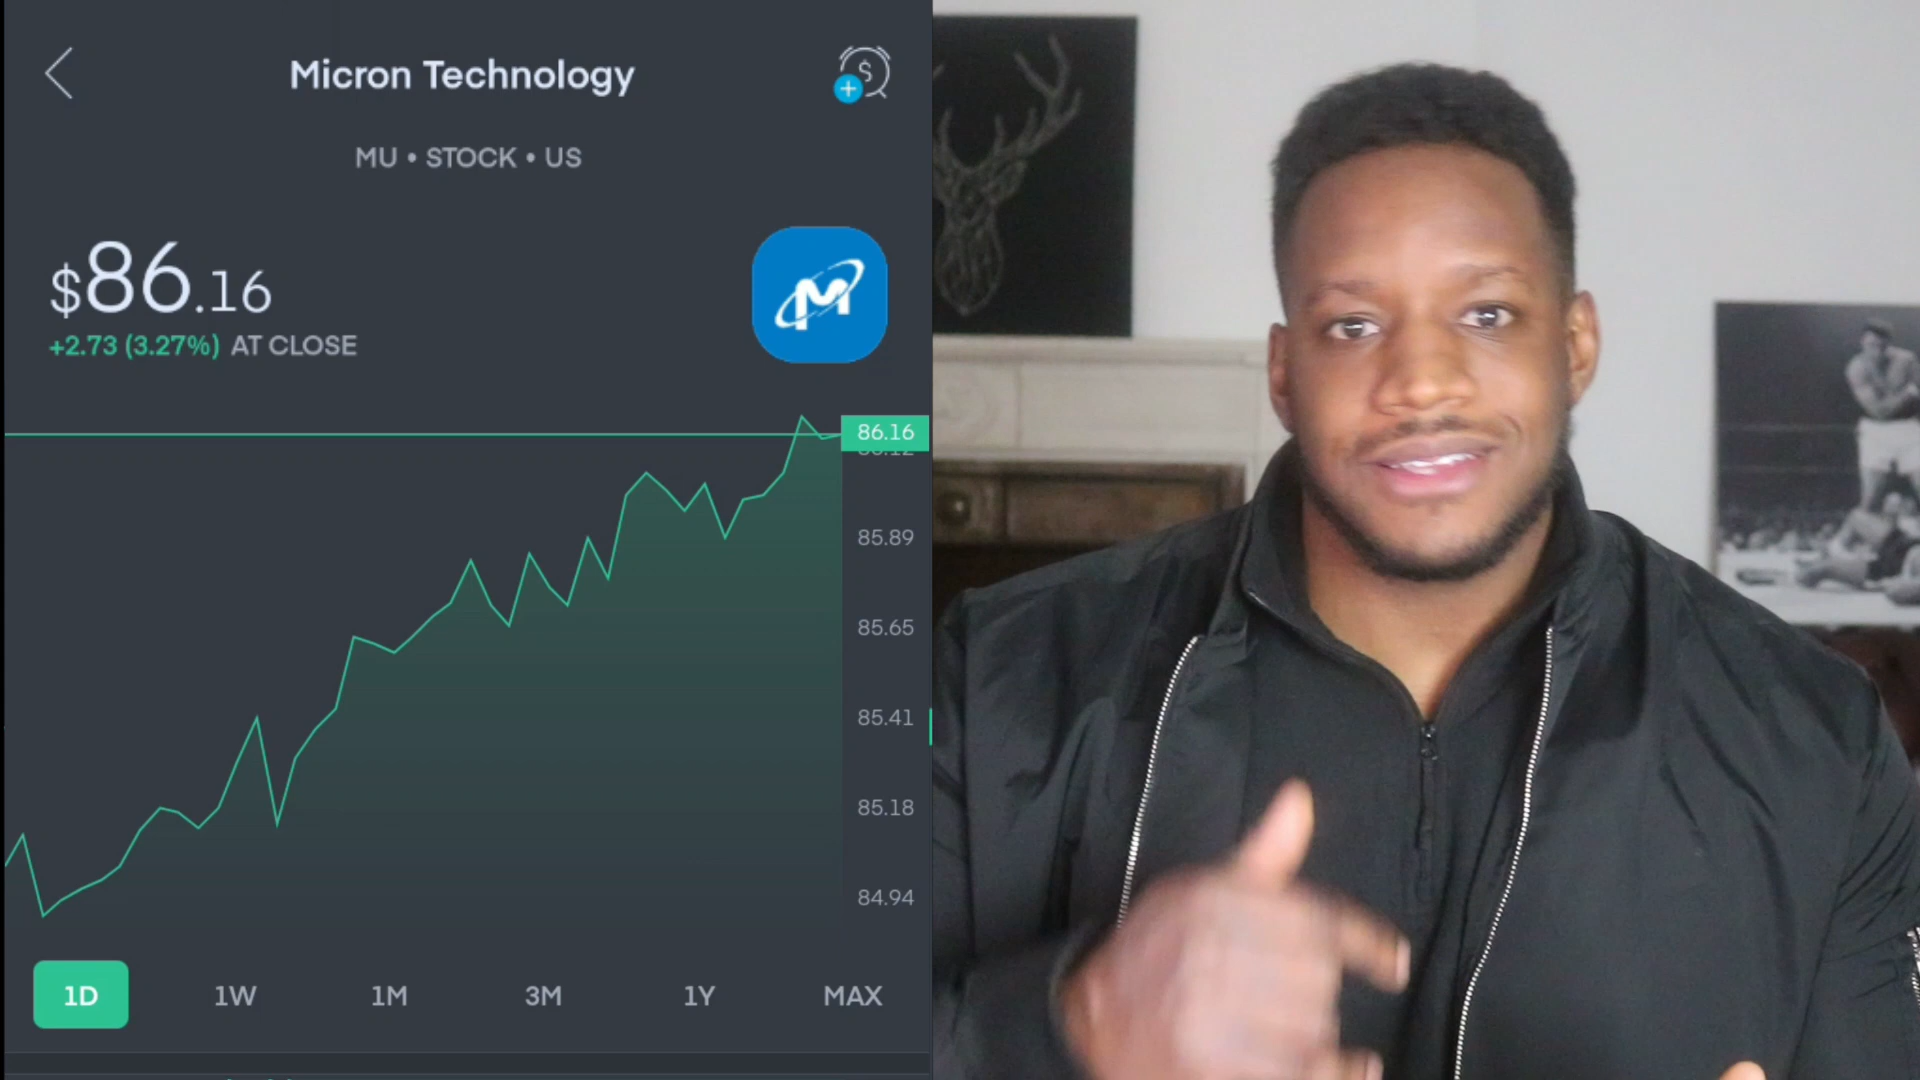 Micron Technology
MU • STOCK • US
$86.16
+2.73 (3.27%) AT CLOSE
86.16
85.89
85.65
85.41
85.18
84.94
1D 1W 1M 3M 1Y MAX